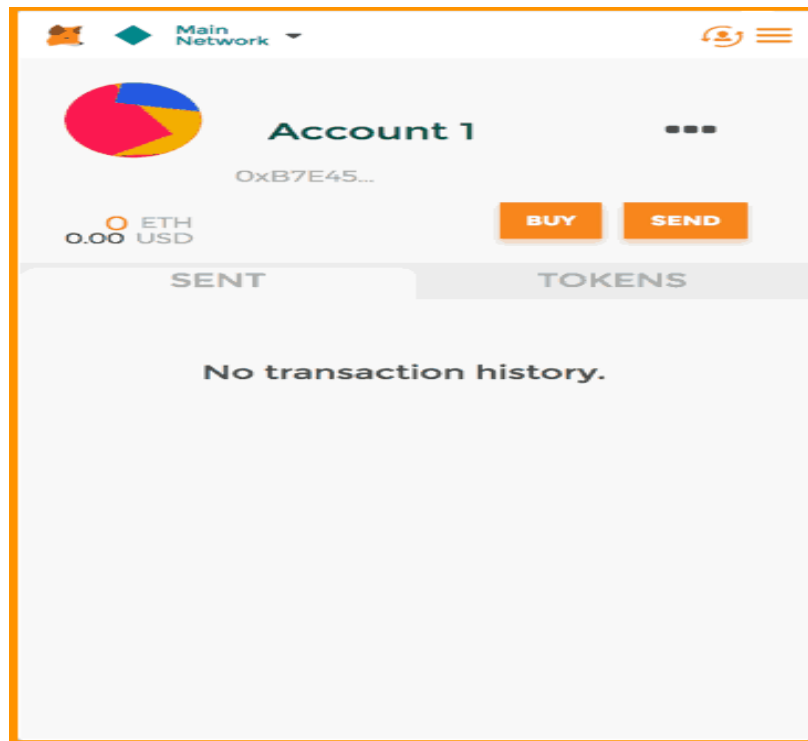 Main
Network
Account 1
0xB7E45...
0 ETH
0.00 USD
BUY
SEND
SENT
TOKENS
No transaction history.